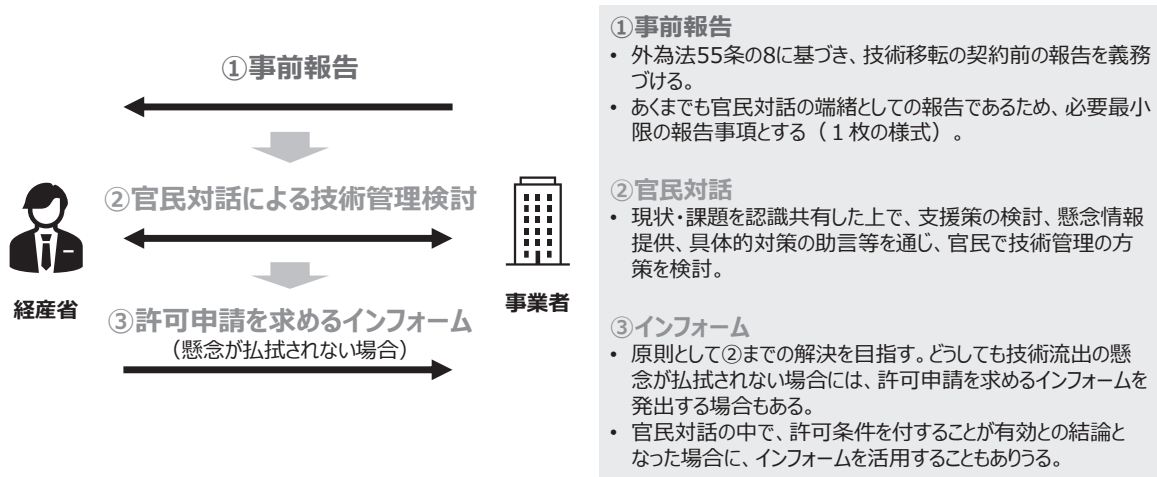 ①事前報告
②官民対話による技術管理検討
経産省
事業者
③許可申請を求めるインフォーム
（懸念が払拭されない場合）
①事前報告
• 外為法55条の8に基づき、技術移転の契約前の報告を義務
づける。
• あくまでも官民対話の端緒としての報告であるため、必要最小
限の報告事項とする（１枚の様式）。
②官民対話
• 現状・課題を認識共有した上で、支援策の検討、懸念情報
提供、具体的対策の助言等を通じ、官民で技術管理の方
策を検討。
③インフォーム
• 原則として②までの解決を目指す。どうしても技術流出の懸
念が払拭されない場合には、許可申請を求めるインフォームを
発出する場合もある。
• 官民対話の中で、許可条件を付することが有効との結論と
なった場合に、インフォームを活用することもありうる。